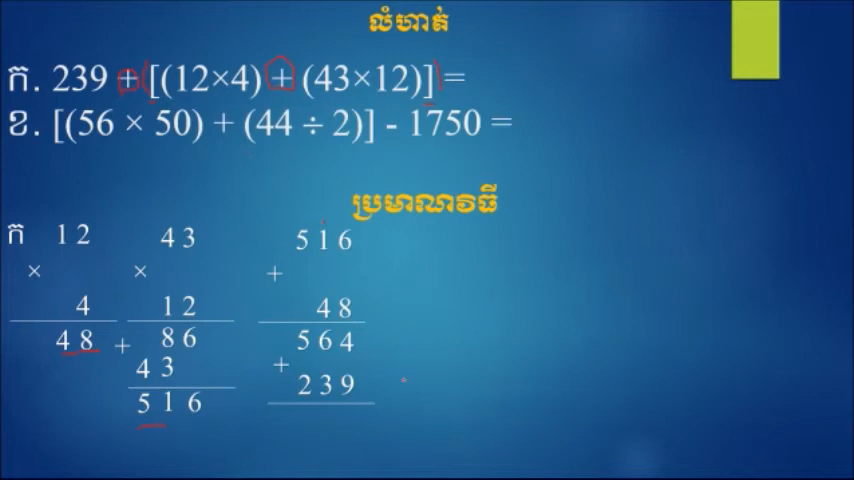 លំហាត់
ក. 239 + [(12×4) + (43×12)] =
ខ. [(56 × 50) + (44 ÷ 2)] - 1750 =
ប្រមាណវិធី
ក 12 43 516
× × +
4 12 48
48 + 86 564
43 + 239
516